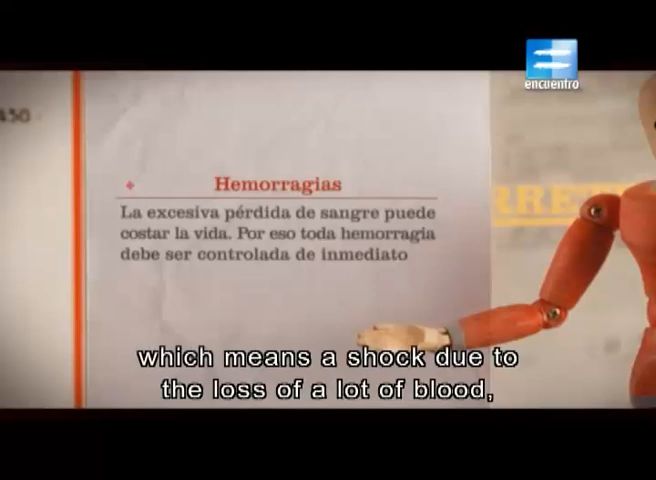 encuentro
450
Hemorragias
La excesiva pérdida de sangre puede
costar la vida. Por eso toda hemorragia
debe ser controlada de inmediato
which means a shock due to
the loss of a lot of blood,